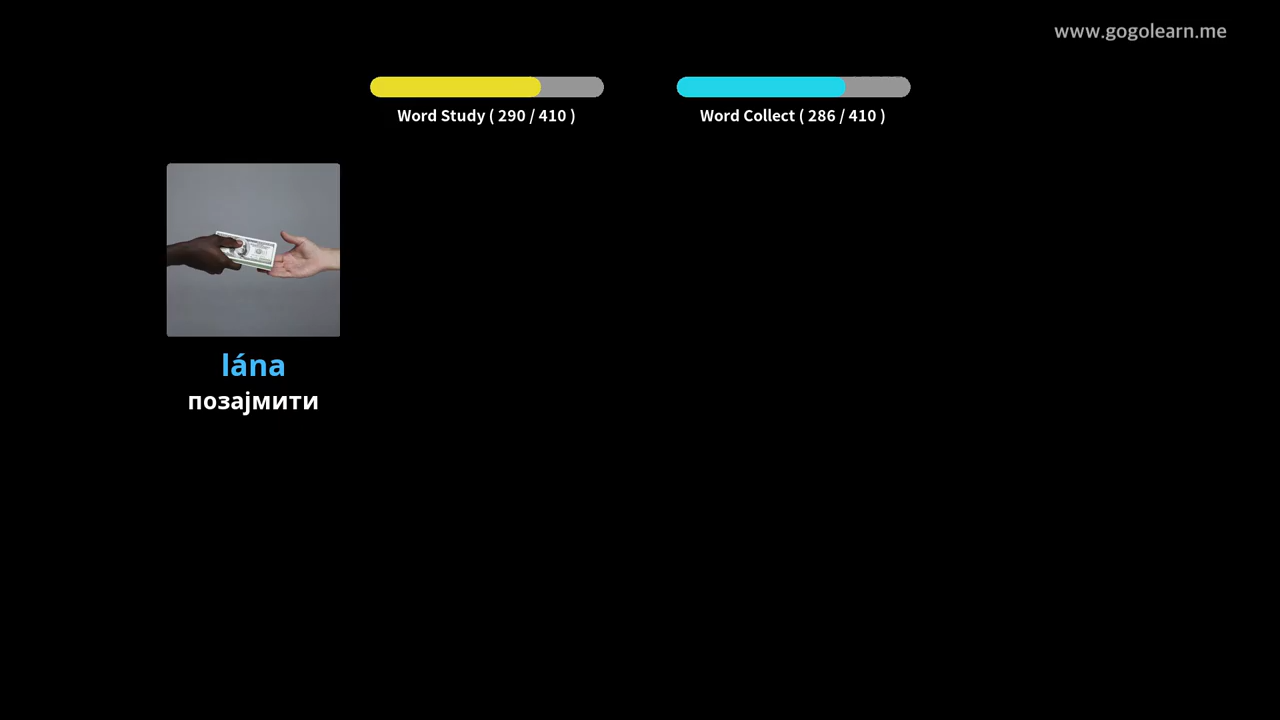 www.gogolearn.me
Word Study ( 290 / 410 )
Word Collect ( 286 / 410 )
lána
позајмити